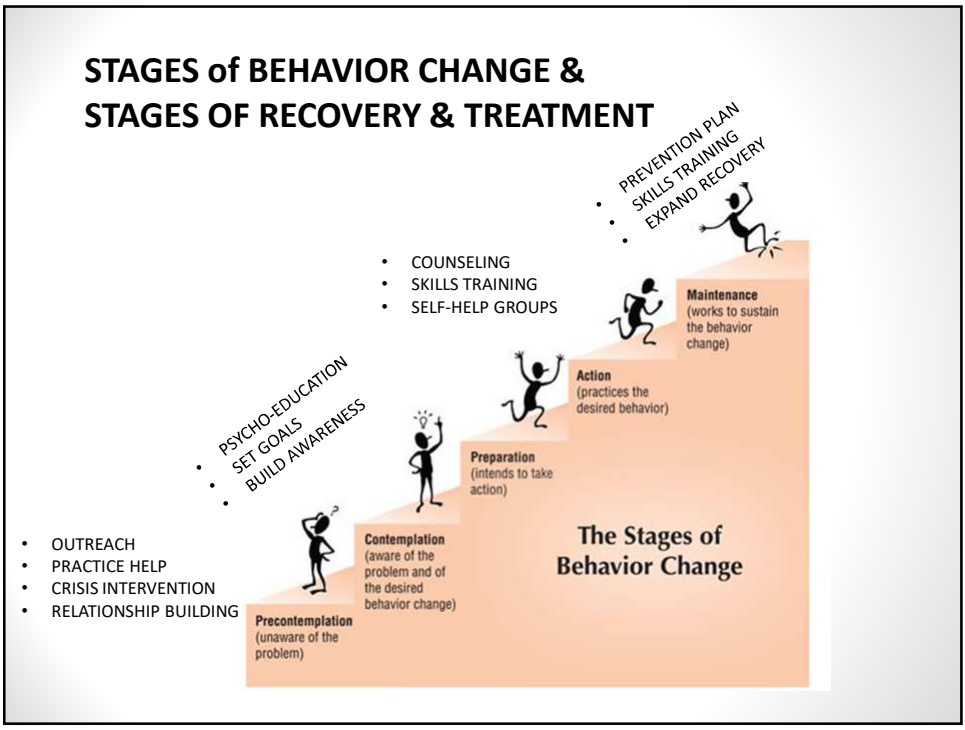 STAGES of BEHAVIOR CHANGE &
STAGES OF RECOVERY & TREATMENT
• PREVENTION PLAN
• SKILLS TRAINING
• EXPAND RECOVERY
• COUNSELING
• SKILLS TRAINING
• SELF-HELP GROUPS
Maintenance
(works to sustain
the behavior
change)
Action
(practices the
desired behavior)
• PSYCHO-EDUCATION
• SET GOALS
• BUILD AWARENESS
Preparation
(intends to take
action)
?
Contemplation
(aware of the
problem and of
the desired
behavior change)
The Stages of
Behavior Change
• OUTREACH
• PRACTICE HELP
• CRISIS INTERVENTION
• RELATIONSHIP BUILDING
Precontemplation
(unaware of the
problem)